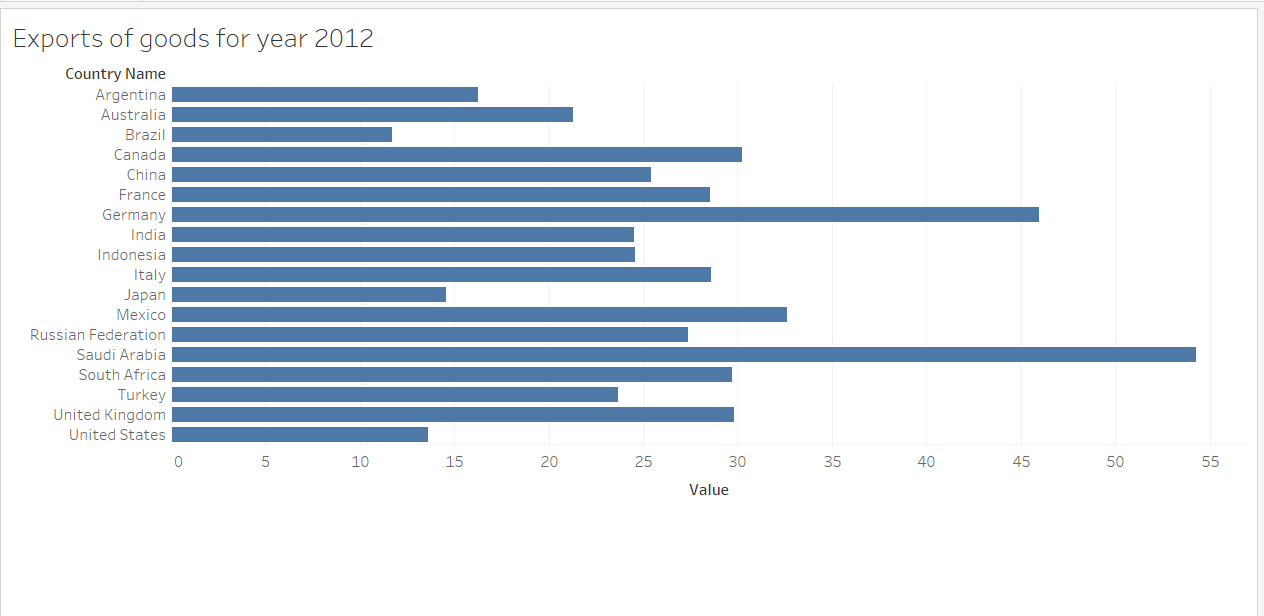 Exports of goods for year 2012
Country Name
Argentina
Australia
Brazil
Canada
China
France
Germany
India
Indonesia
Italy
Japan
Mexico
Russian Federation
Saudi Arabia
South Africa
Turkey
United Kingdom
United States
0 5 10 15 20 25 30 35 40 45 50 55
Value